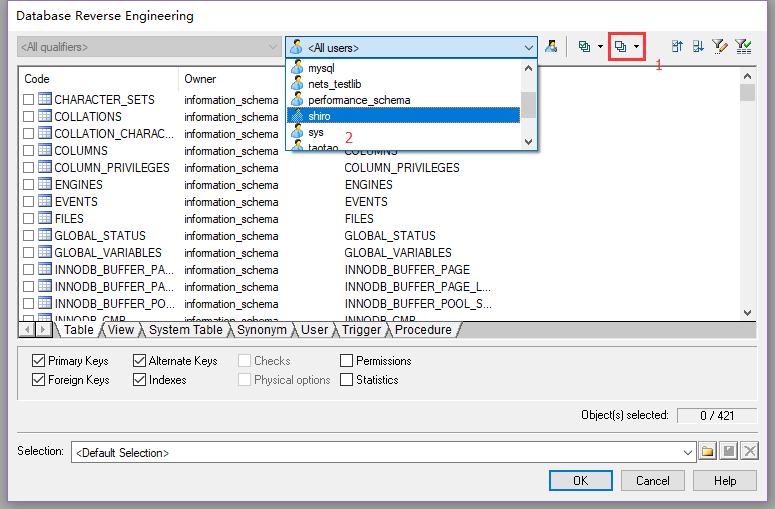 Database Reverse Engineering
<All qualifiers>
<All users>
1
mysql
nets_testlib
performance_schema
shiro
sys
2
taotao
Code Owner
CHARACTER_SETS information_schema
COLLATIONS information_schema
COLLATION_CHARAC... information_schema
COLUMNS information_schema COLUMNS
COLUMN_PRIVILEGES information_schema COLUMN_PRIVILEGES
ENGINES information_schema ENGINES
EVENTS information_schema EVENTS
FILES information_schema FILES
GLOBAL_STATUS information_schema GLOBAL_STATUS
GLOBAL_VARIABLES information_schema GLOBAL_VARIABLES
INNODB_BUFFER_PA... information_schema INNODB_BUFFER_PAGE
INNODB_BUFFER_PA... information_schema INNODB_BUFFER_PAGE_L...
INNODB_BUFFER_PO... information_schema INNODB_BUFFER_POOL_S...
INNODB_CMP information_schema INNODB_CMP
Table View System Table Synonym User Trigger Procedure
Primary Keys Alternate Keys Checks Permissions
Foreign Keys Indexes Physical options Statistics
Object(s) selected: 0 / 421
Selection: <Default Selection>
OK Cancel Help